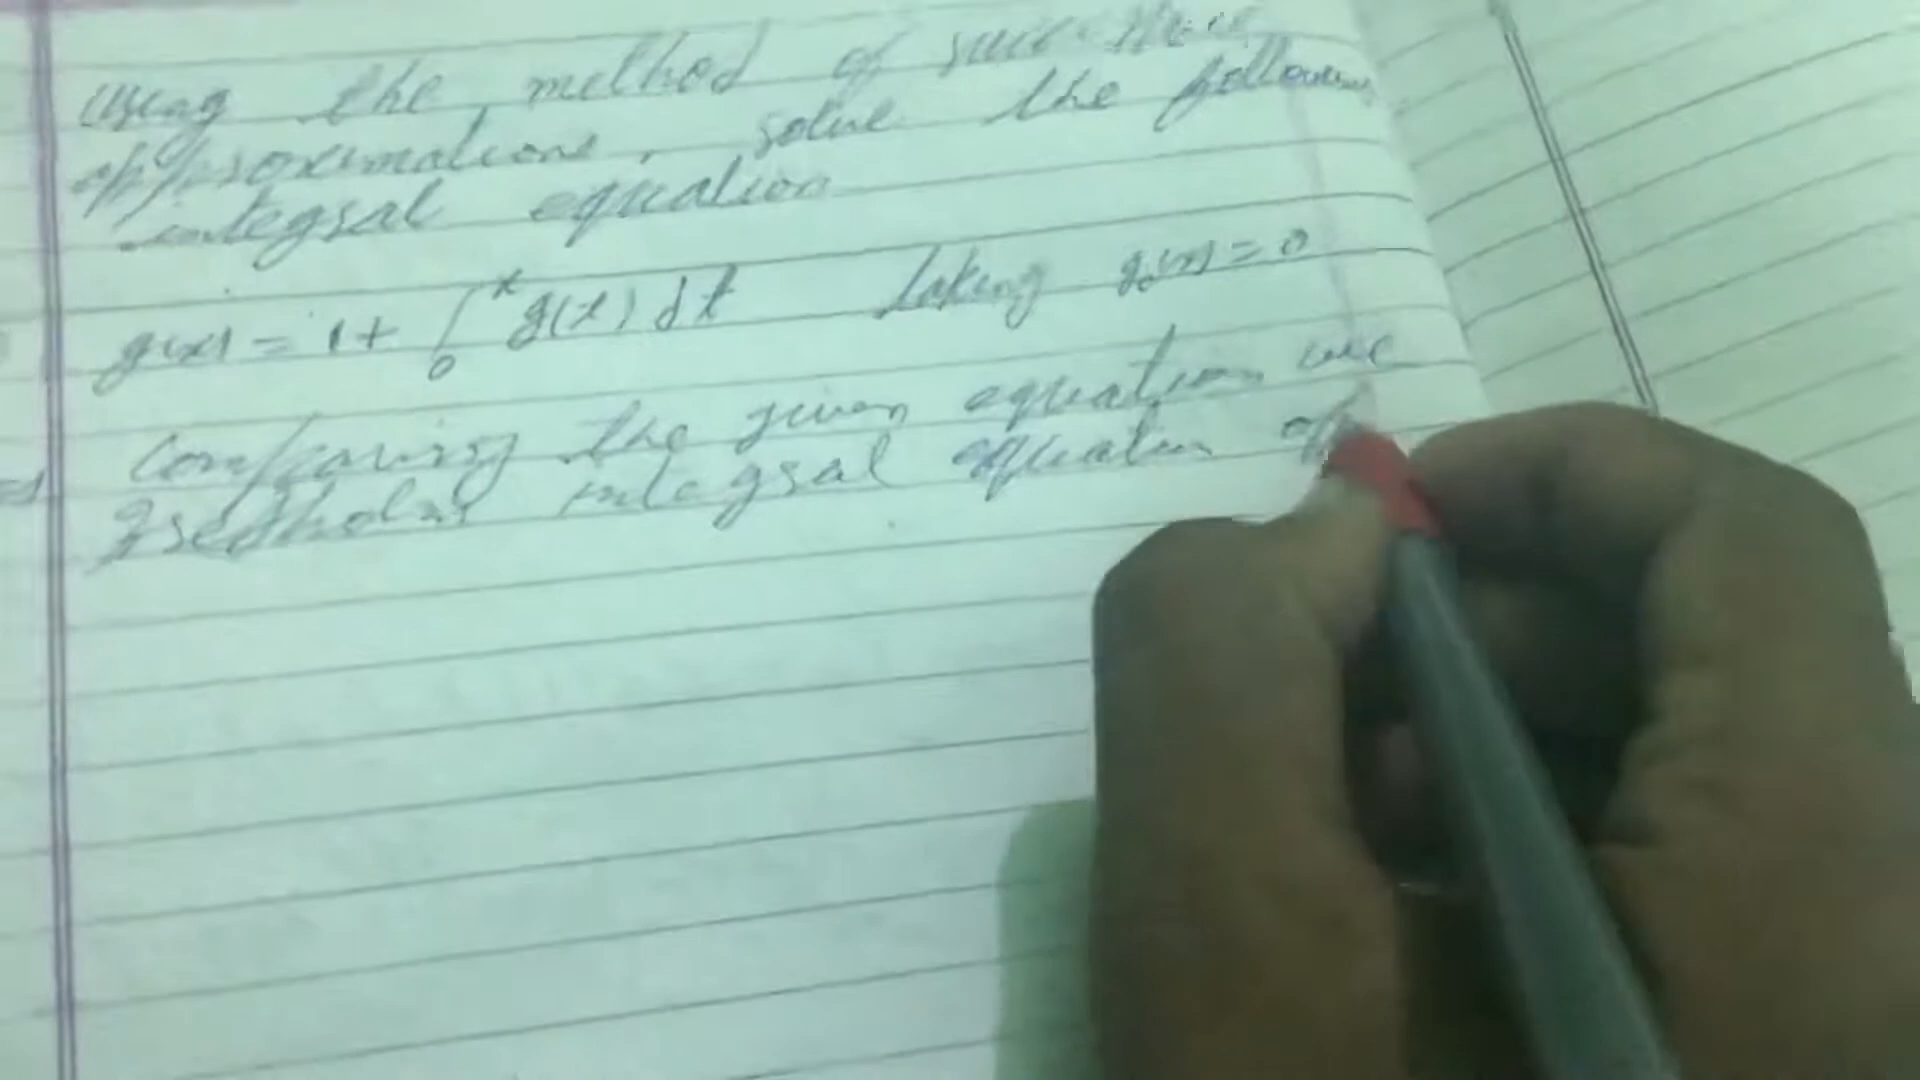 Using the method of successive
approximations, solve the following
integral equation
g(x) = 1 + ∫₀ˣ g(t) dt taking g₀(x) = 0
Comparing the given equation we
integral equation of